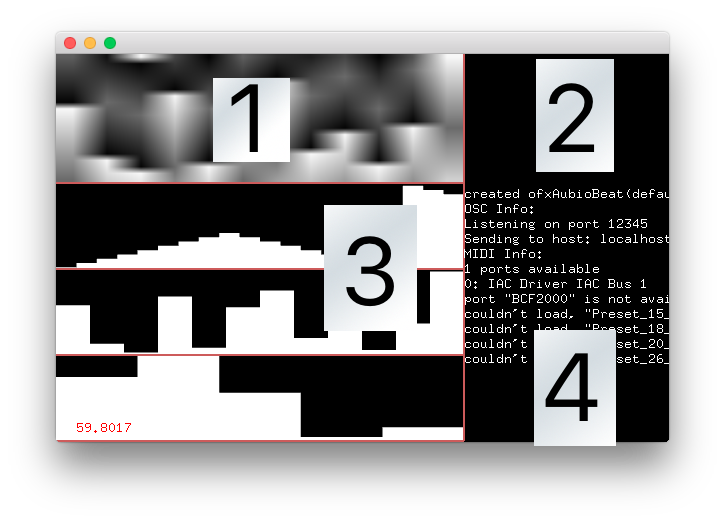 1
2
3
created ofxAubioBeat(defau
OSC Info:
Listening on port 12345
Sending to host: localhost
MIDI Info:
1 ports available
0: IAC Driver IAC Bus 1
port "BCF2000" is not avai
couldn't load, "Preset_15_
couldn't load, "Preset_18_
couldn't set_20_
couldn't set_26_
4
59.8017